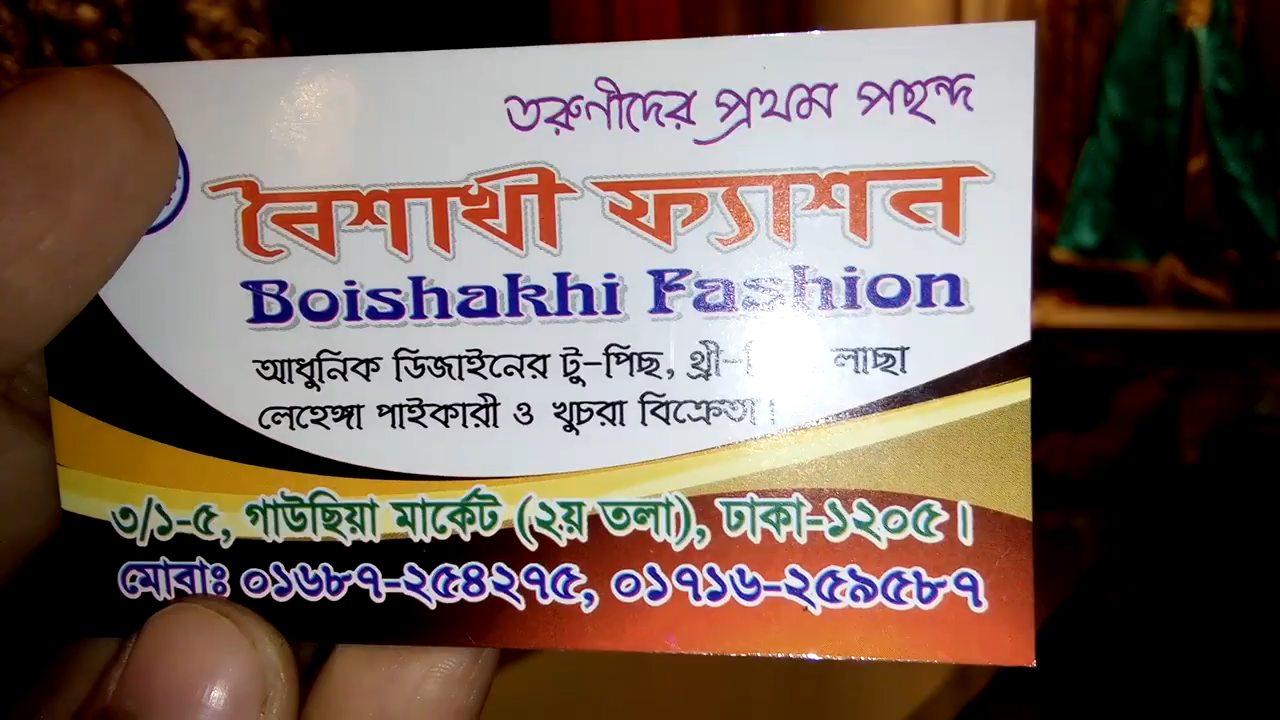 তরুণীদের প্রথম পছন্দ
বৈশাখী ফ্যাশন
Boishakhi Fashion
আধুনিক ডিজাইনের টু-পিছ, থ্রী- লাছা
লেহেঙ্গা পাইকারী ও খুচরা বিক্রেতা।
৩/১-৫, গাউছিয়া মার্কেট (২য় তলা), ঢাকা-১২০৫।
মোবাঃ ০১৬৮৭-২৫৪২৭৫, ০১৭১৬-২৫৯৫৮৭